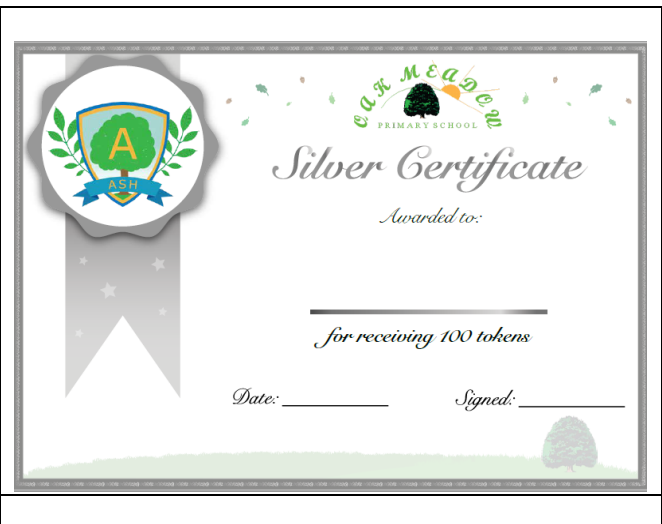 OAK MEADOW
PRIMARY SCHOOL
A
ASH
Silver Certificate
Awarded to:
for receiving 100 tokens
Date:
Signed: